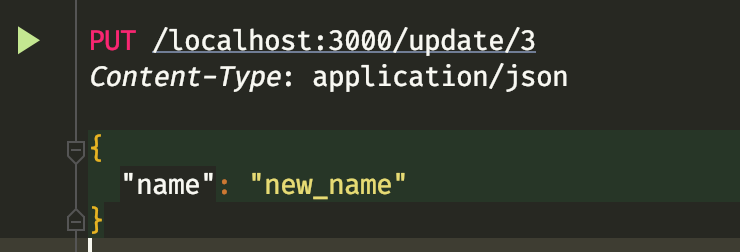 PUT /localhost:3000/update/3
Content-Type: application/json
{
"name": "new_name"
}